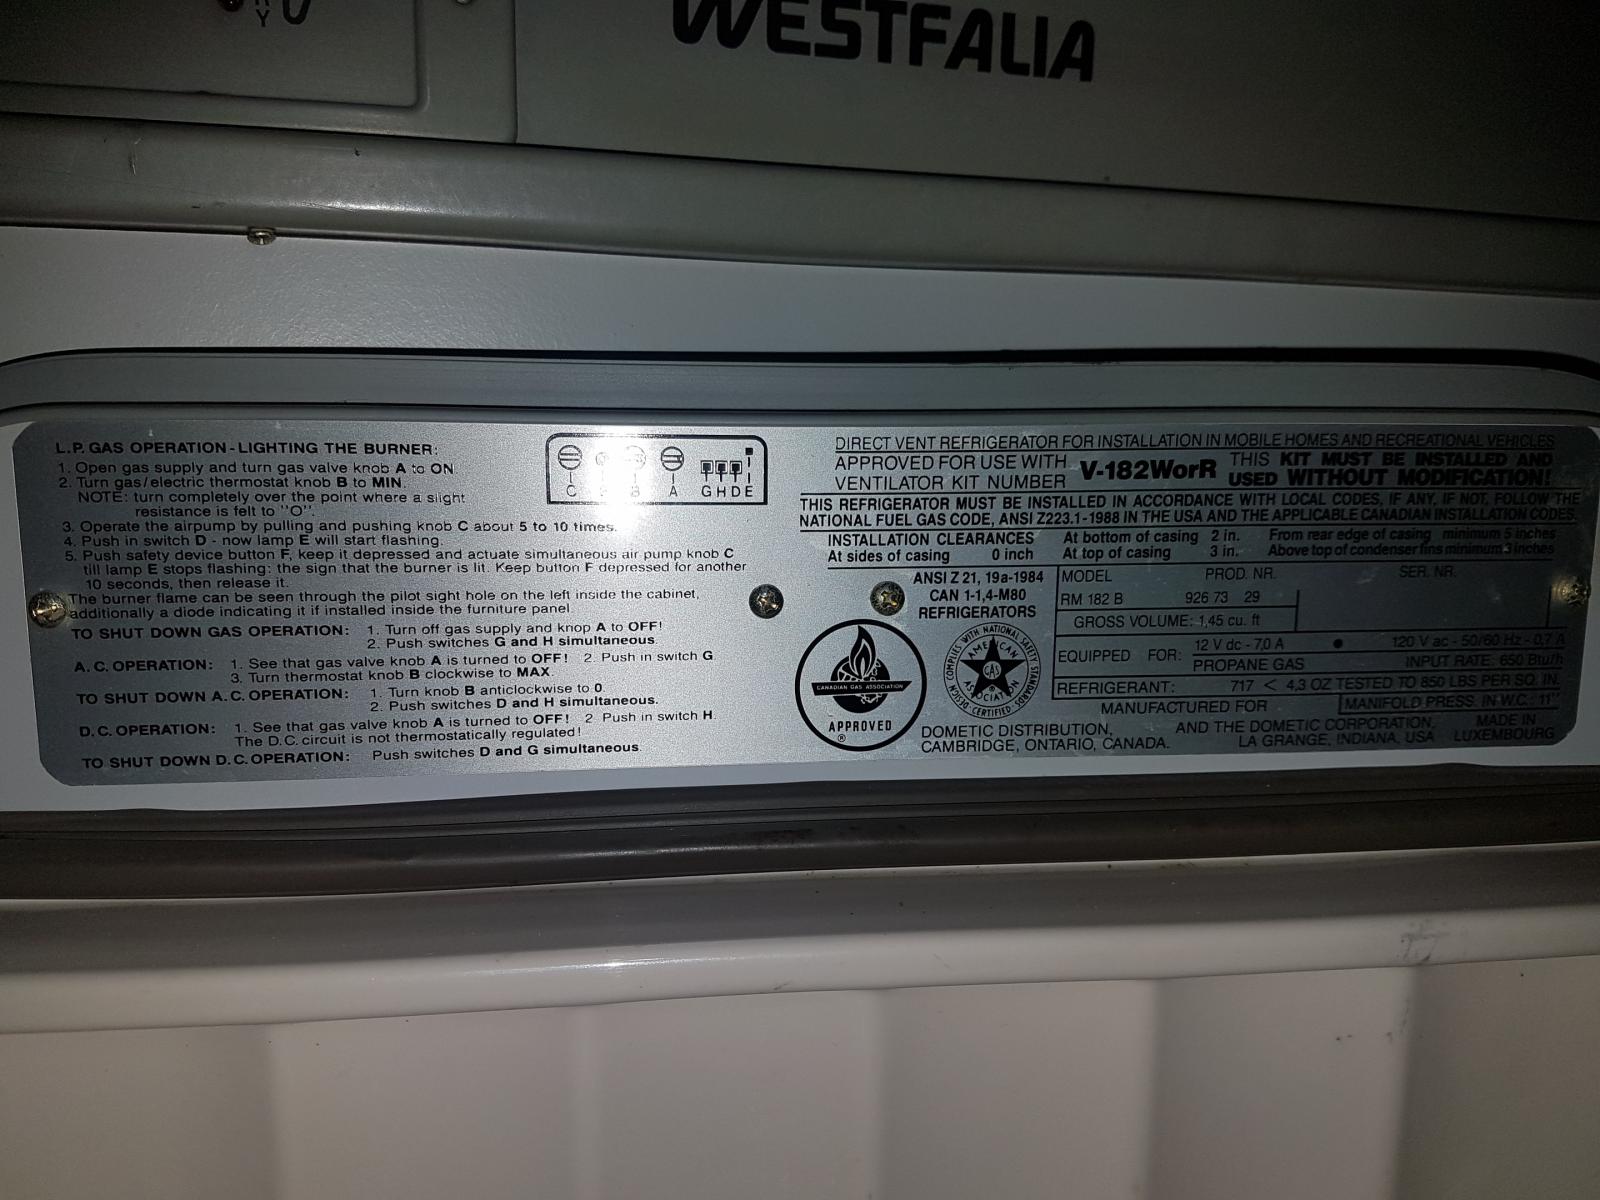 WESTFALIA
L.P. GAS OPERATION - LIGHTING THE BURNER:
1. Open gas supply and turn gas valve knob A to ON
2. Turn gas/electric thermostat knob B to MIN.
NOTE: turn completely over the point where a slight
resistance is felt to "O".
3. Operate the airpump by pulling and pushing knob C about 5 to 10 times.
4. Push in switch D - now lamp E will start flashing.
5. Push safety device button F, keep it depressed and actuate simultaneous air pump knob C
till lamp E stops flashing: the sign that the burner is lit. Keep button F depressed for another
10 seconds, then release it.
The burner flame can be seen through the pilot sight hole on the left inside the cabinet,
additionally a diode indicating it if installed inside the furniture panel
TO SHUT DOWN GAS OPERATION: 1. Turn off gas supply and knop A to OFF!
2. Push switches G and H simultaneous.
A.C. OPERATION: 1. See that gas valve knob A is turned to OFF! 2. Push in switch G.
3. Turn thermostat knob B clockwise to MAX.
TO SHUT DOWN A.C. OPERATION: 1. Turn knob B anticlockwise to 0.
2. Push switches D and H simultaneous.
D.C. OPERATION: 1. See that gas valve knob A is turned to OFF! 2. Push in switch H.
The D.C. circuit is not thermostatically regulated!
TO SHUT DOWN D.C. OPERATION: Push switches D and G simultaneous.
C F B A G H D E
DIRECT VENT REFRIGERATOR FOR INSTALLATION IN MOBILE HOMES AND RECREATIONAL VEHICLES
APPROVED FOR USE WITH VENTILATOR KIT NUMBER V-182WorR THIS KIT MUST BE INSTALLED AND
USED WITHOUT MODIFICATION!
THIS REFRIGERATOR MUST BE INSTALLED IN ACCORDANCE WITH LOCAL CODES, IF ANY, IF NOT, FOLLOW THE
NATIONAL FUEL GAS CODE, ANSI Z223.1-1988 IN THE USA AND THE APPLICABLE CANADIAN INSTALLATION CODES.
INSTALLATION CLEARANCES At bottom of casing 2 in. From rear edge of casing minimum 5 inches
At sides of casing 0 inch At top of casing 3 in. Above top of condenser fins minimum 3 inches
ANSI Z 21, 19a-1984
CAN 1-1,4-M80
REFRIGERATORS
MODEL PROD. NR. SER. NR.
RM 182 B 926 73 29
GROSS VOLUME: 1,45 cu. ft
EQUIPPED FOR: 12 V dc - 7,0 A • 120 V ac - 50/60 Hz - 0,7 A
PROPANE GAS INPUT RATE: 650 Btu/h
REFRIGERANT: 717 < 4,3 OZ TESTED TO 850 LBS PER SQ. IN.
MANIFOLD PRESS. IN W.C.: 11"
CANADIAN GAS ASSOCIATION
APPROVED
®
AMERICAN GAS ASSOCIATION
®
DESIGN COMPLIES WITH NATIONAL SAFETY STANDARDS
CERTIFIED
MANUFACTURED FOR
DOMETIC DISTRIBUTION, AND THE DOMETIC CORPORATION, MADE IN
CAMBRIDGE, ONTARIO, CANADA. LA GRANGE, INDIANA, USA LUXEMBOURG